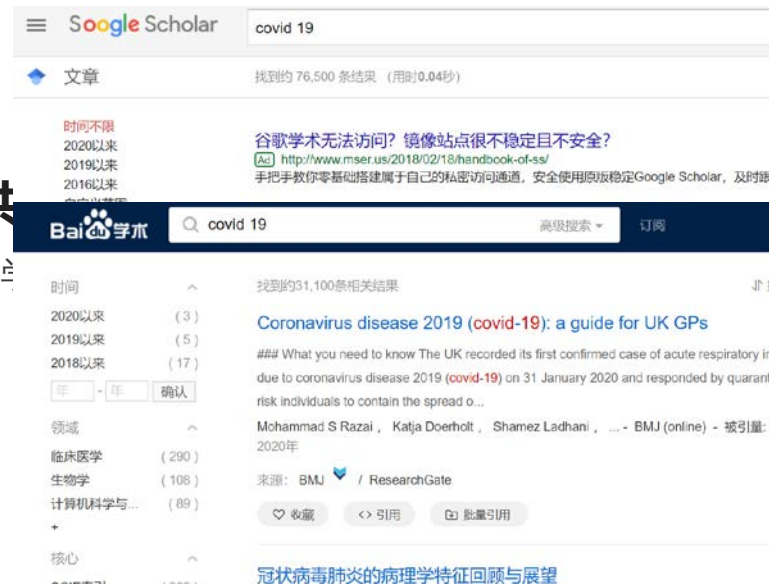 Soogle Scholar
covid 19
文章
找到约 76,500 条结果 (用时0.04秒)
时间不限
2020以来
2019以来
2016以来
谷歌学术无法访问？镜像站点很不稳定且不安全？
Ad http://www.mser.us/2018/02/18/handbook-of-ss/
手把手教你零基础搭建属于自己的私密访问通道，安全使用原版稳定Google Scholar，及时跟
Bai du 学术
covid 19
高级搜索
订阅
时间
2020以来 ( 3 )
2019以来 ( 5 )
2018以来 ( 17 )
年 - 年 确认
领域
临床医学 ( 290 )
生物学 ( 108 )
计算机科学与... ( 89 )
+
核心
找到约31,100条相关结果
Coronavirus disease 2019 (covid-19): a guide for UK GPs
### What you need to know The UK recorded its first confirmed case of acute respiratory
due to coronavirus disease 2019 (covid-19) on 31 January 2020 and responded by
risk individuals to contain the spread o...
Mohammad S Razai , Katja Doerholt , Shamez Ladhani , ... - BMJ (online) - 被引量:
2020年
来源: BMJ / ResearchGate
收藏 <> 引用 批量引用
冠状病毒肺炎的病理学特征回顾与展望